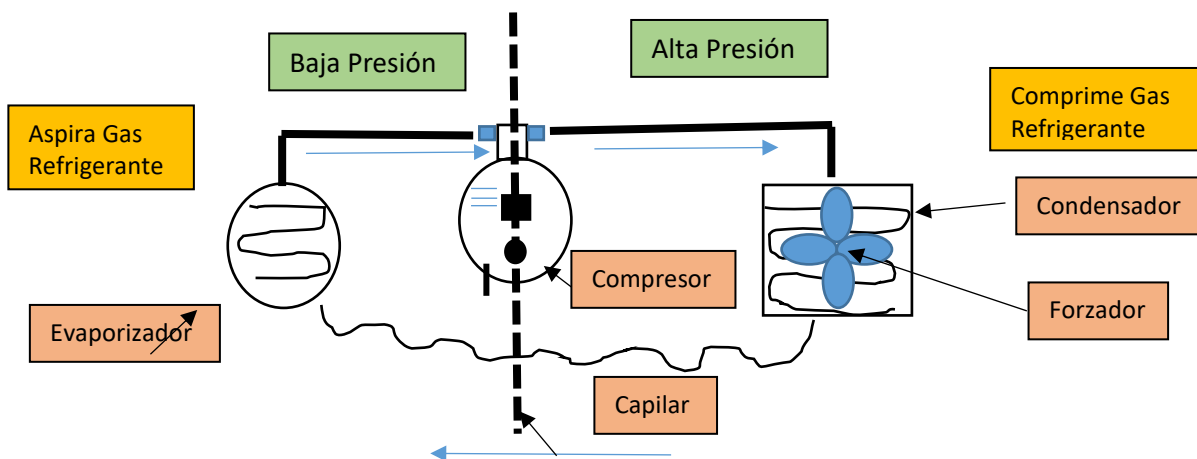 Baja Presión
Alta Presión
Aspira Gas
Refrigerante
Comprime Gas
Refrigerante
Condensador
Compresor
Evaporizador
Forzador
Capilar